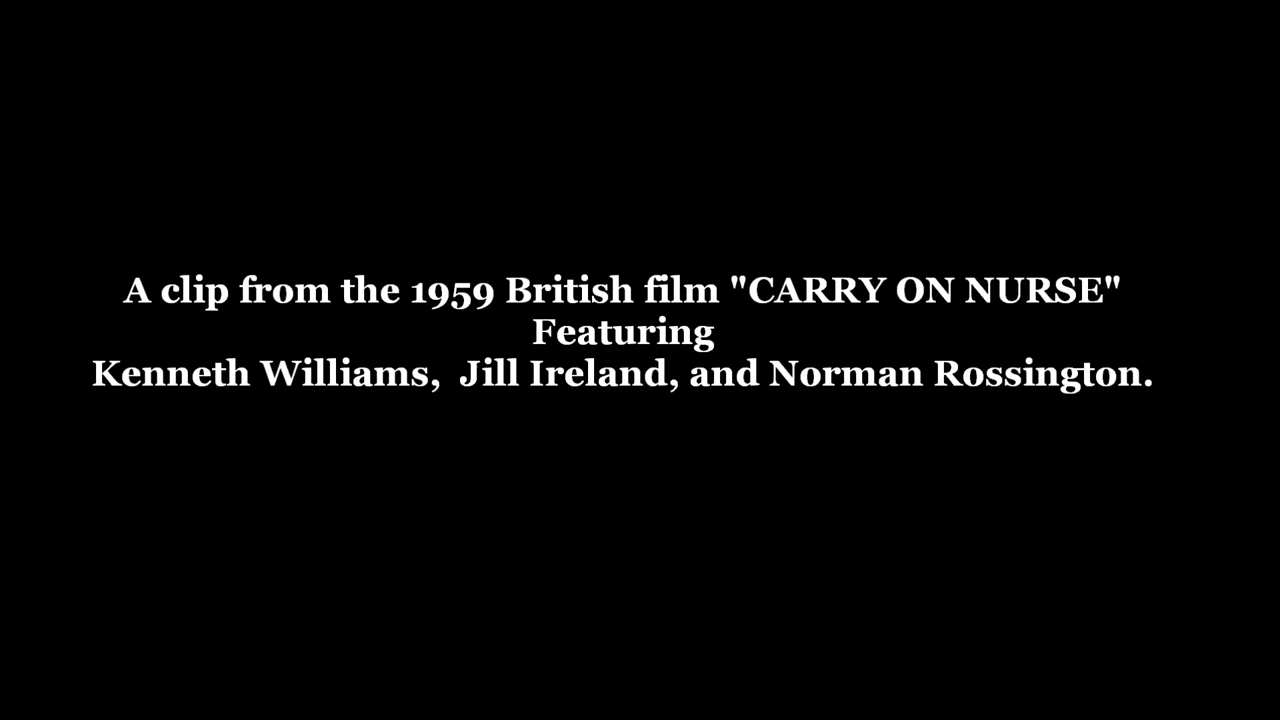 A clip from the 1959 British film "CARRY ON NURSE"
Featuring
Kenneth Williams,  Jill Ireland, and Norman Rossington.